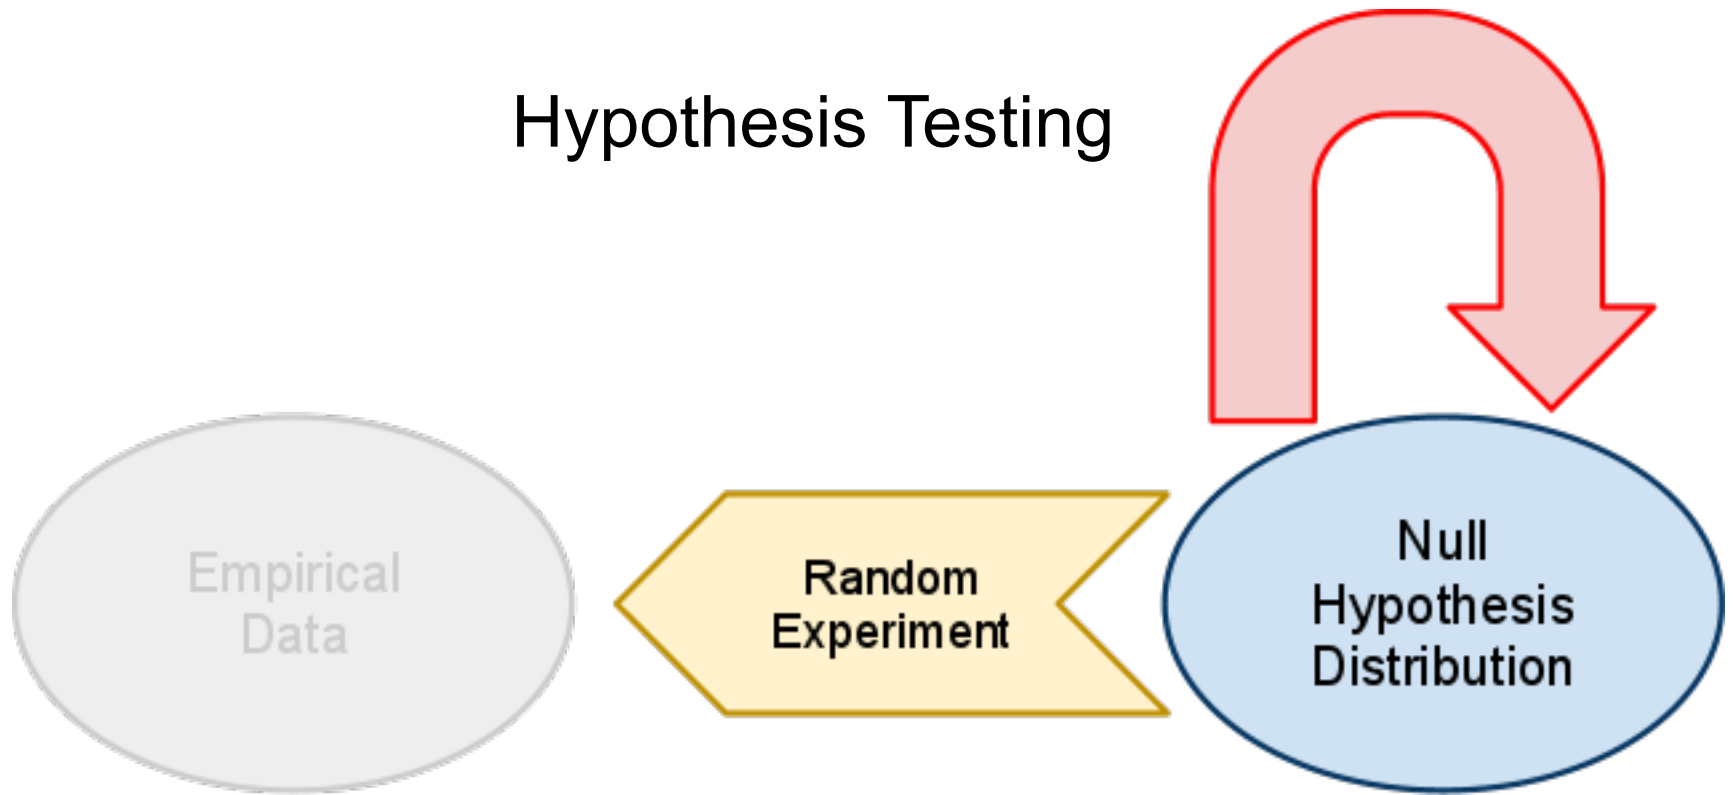 Hypothesis Testing
Empirical
Data
Random
Experiment
Null
Hypothesis
Distribution